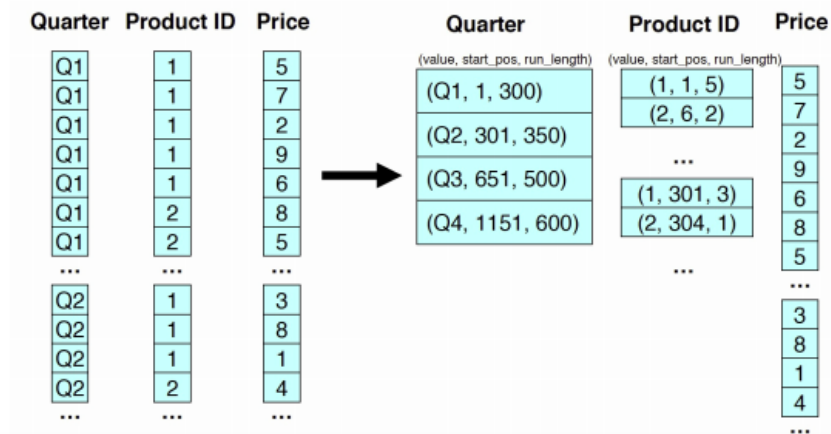 Quarter Product ID Price
Q1 1 5
Q1 1 7
Q1 1 2
Q1 1 9
Q1 1 6
Q1 2 8
Q1 2 5
... ... ...
Q2 1 3
Q2 1 8
Q2 1 1
Q2 2 4
... ... ...
Quarter
(value, start_pos, run_length)
(Q1, 1, 300)
(Q2, 301, 350)
(Q3, 651, 500)
(Q4, 1151, 600)
Product ID
(value, start_pos, run_length)
(1, 1, 5)
(2, 6, 2)
...
(1, 301, 3)
(2, 304, 1)
...
Price
5
7
2
9
6
8
5
...
3
8
1
4
...